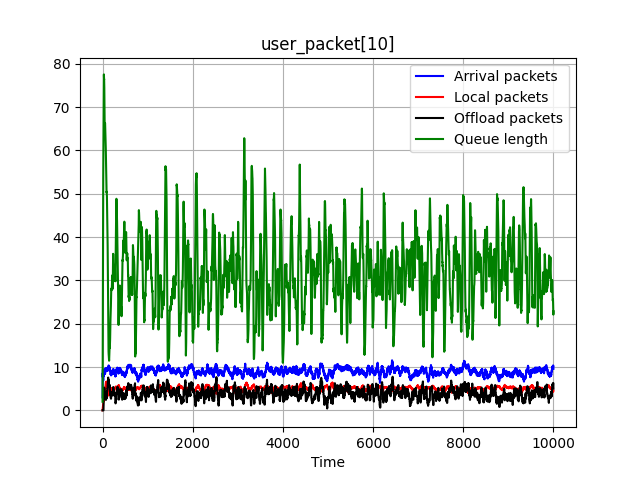 user_packet[10]
80
70
60
50
40
30
20
10
0
Arrival packets
Local packets
Offload packets
Queue length
0 2000 4000 6000 8000 10000
Time